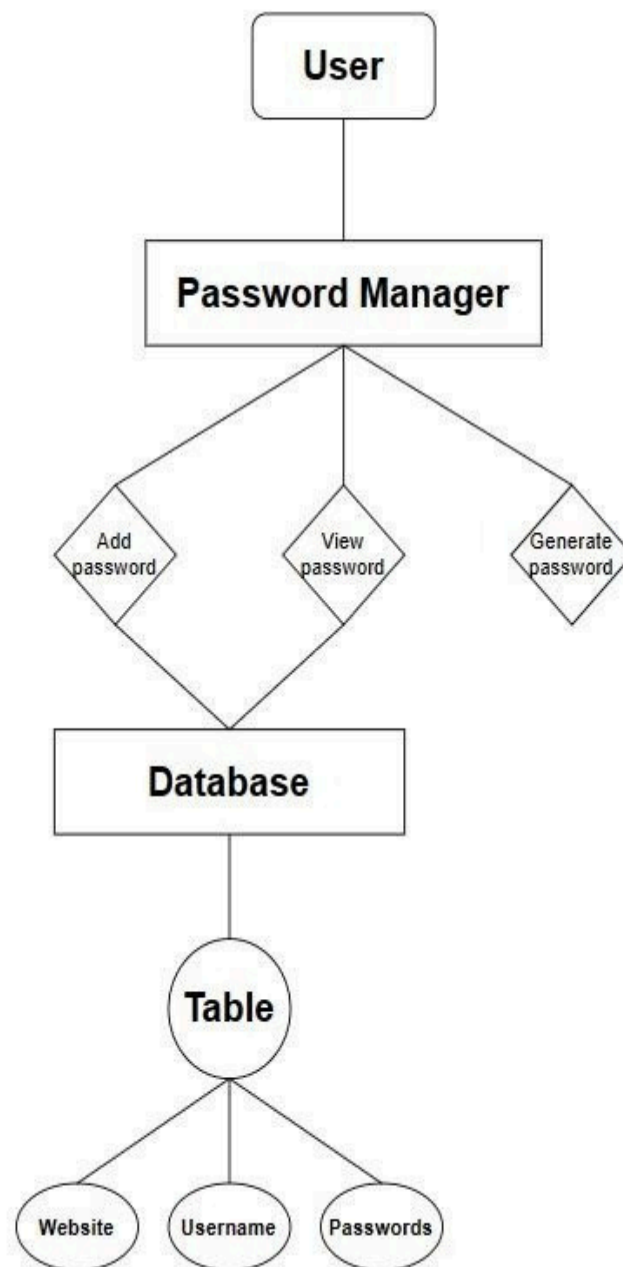 User
Password Manager
Add
password
View
password
Generate
password
Database
Table
Website
Username
Passwords